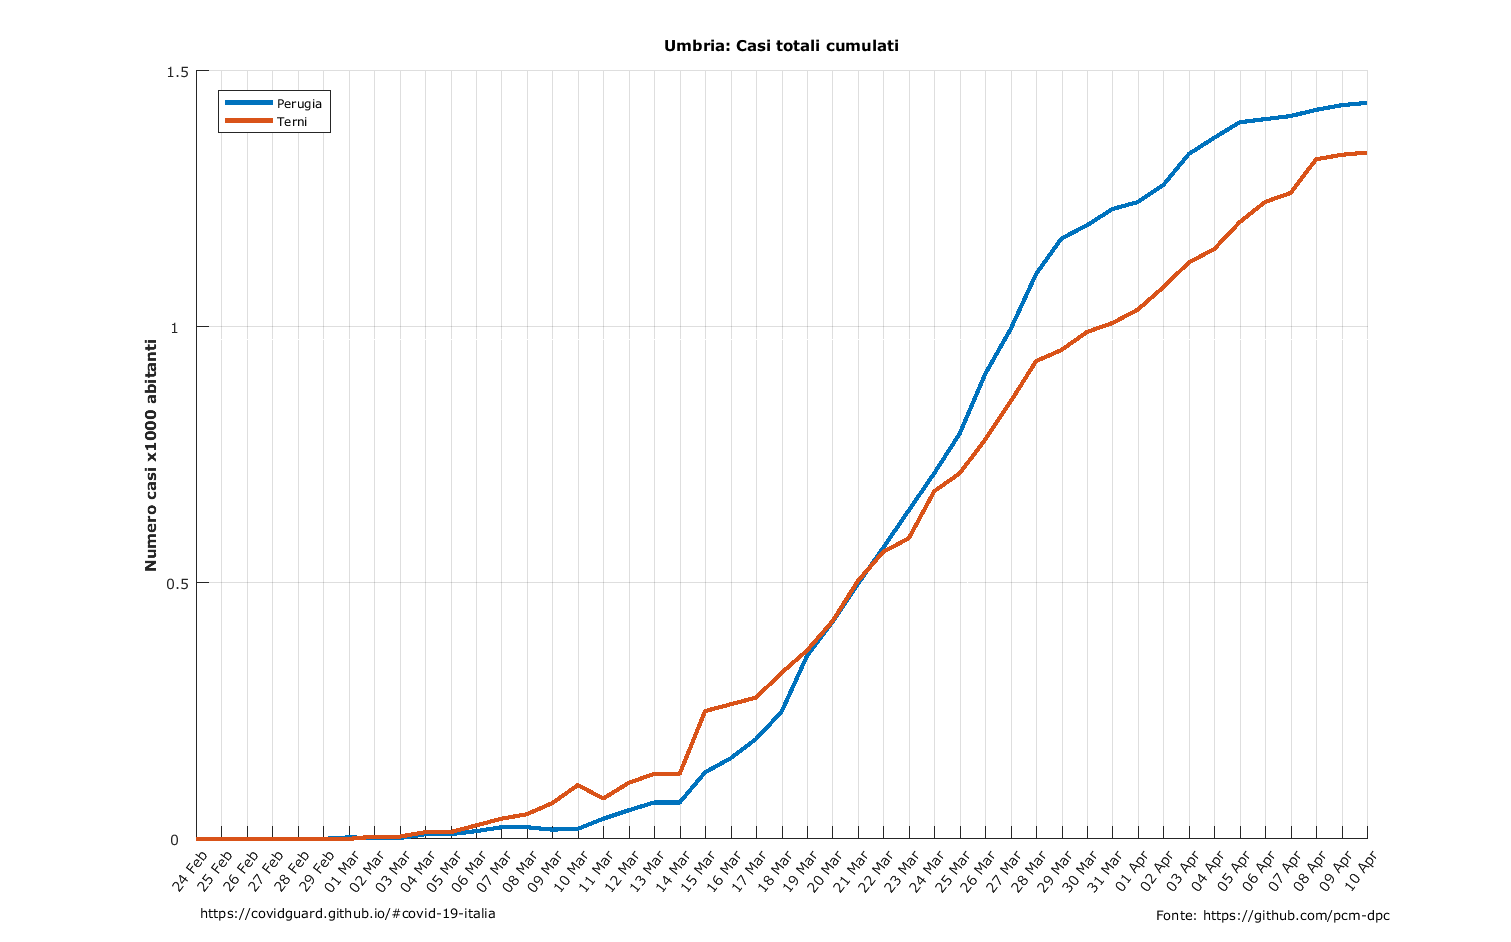 Umbria: Casi totali cumulati
Perugia
Terni
Numero casi x1000 abitanti
1.5
1
0.5
0
24 Feb
25 Feb
26 Feb
27 Feb
28 Feb
29 Feb
01 Mar
02 Mar
03 Mar
04 Mar
05 Mar
06 Mar
07 Mar
08 Mar
09 Mar
10 Mar
11 Mar
12 Mar
13 Mar
14 Mar
15 Mar
16 Mar
17 Mar
18 Mar
19 Mar
20 Mar
21 Mar
22 Mar
23 Mar
24 Mar
25 Mar
26 Mar
27 Mar
28 Mar
29 Mar
30 Mar
31 Mar
01 Apr
02 Apr
03 Apr
04 Apr
05 Apr
06 Apr
07 Apr
08 Apr
09 Apr
10 Apr
https://covidguard.github.io/#covid-19-italia
Fonte: https://github.com/pcm-dpc